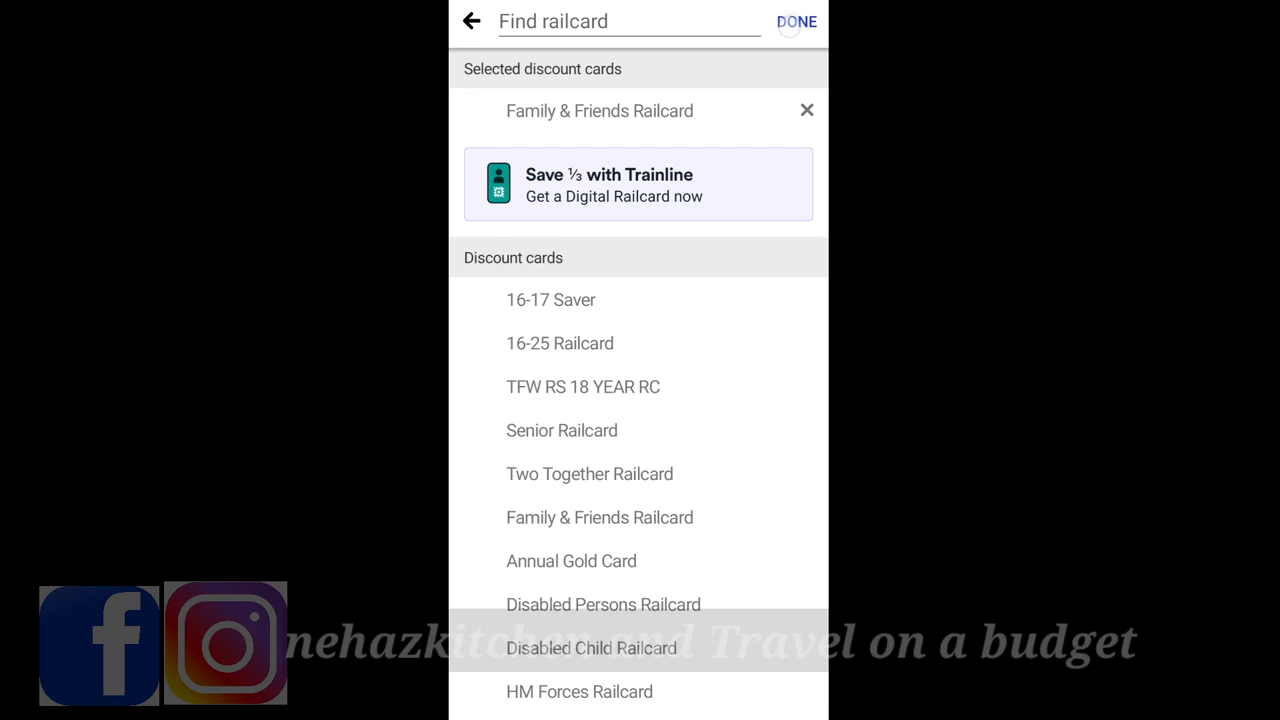 Find railcard
DONE
Selected discount cards
Family & Friends Railcard
Save ⅓ with Trainline
Get a Digital Railcard now
Discount cards
16-17 Saver
16-25 Railcard
TFW RS 18 YEAR RC
Senior Railcard
Two Together Railcard
Family & Friends Railcard
Annual Gold Card
Disabled Persons Railcard
nehazkitchen and Travel on a budget
Disabled Child Railcard
HM Forces Railcard